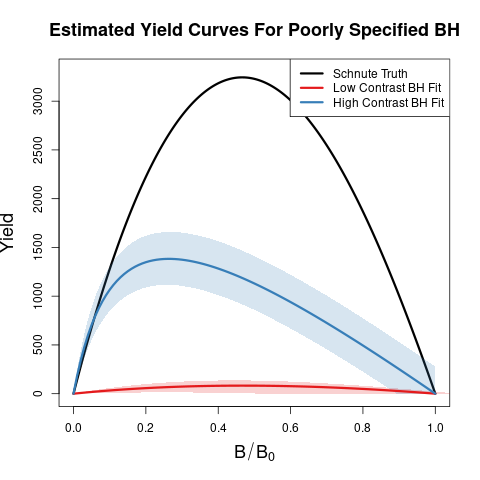 Estimated Yield Curves For Poorly Specified BH
Schnute Truth
Low Contrast BH Fit
High Contrast BH Fit
Yield
3000
2500
2000
1500
1000
500
0
0.0 0.2 0.4 0.6 0.8 1.0
B/B₀